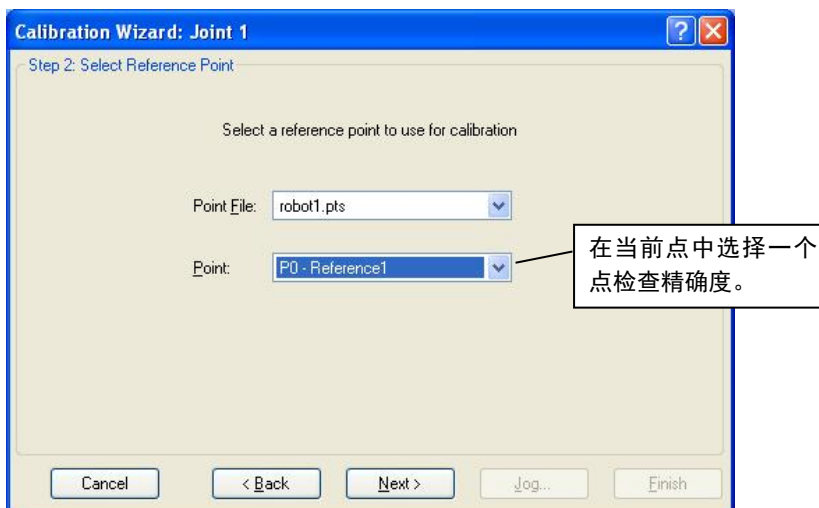 Calibration Wizard: Joint 1
Step 2: Select Reference Point
Select a reference point to use for calibration
Point File: robot1.pts
Point: P0 - Reference1
在当前点中选择一个
点检查精确度。
Cancel < Back Next > Jog... Finish